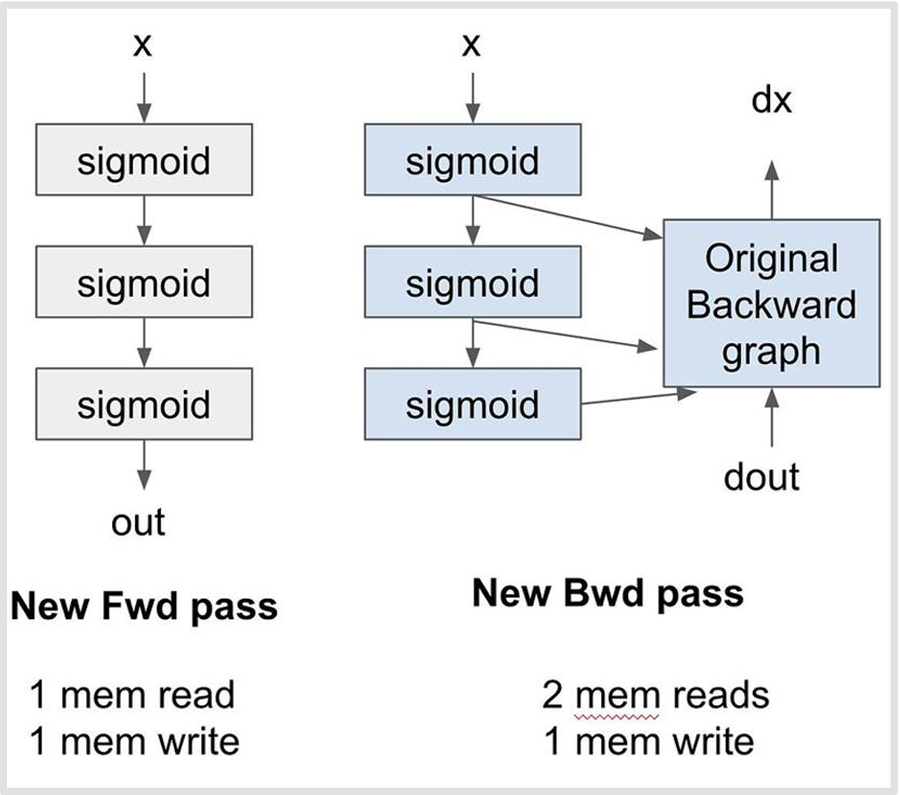 x
sigmoid
sigmoid
sigmoid
out
New Fwd pass
1 mem read
1 mem write
x
sigmoid
sigmoid
sigmoid
dx
Original
Backward
graph
dout
New Bwd pass
2 mem reads
1 mem write